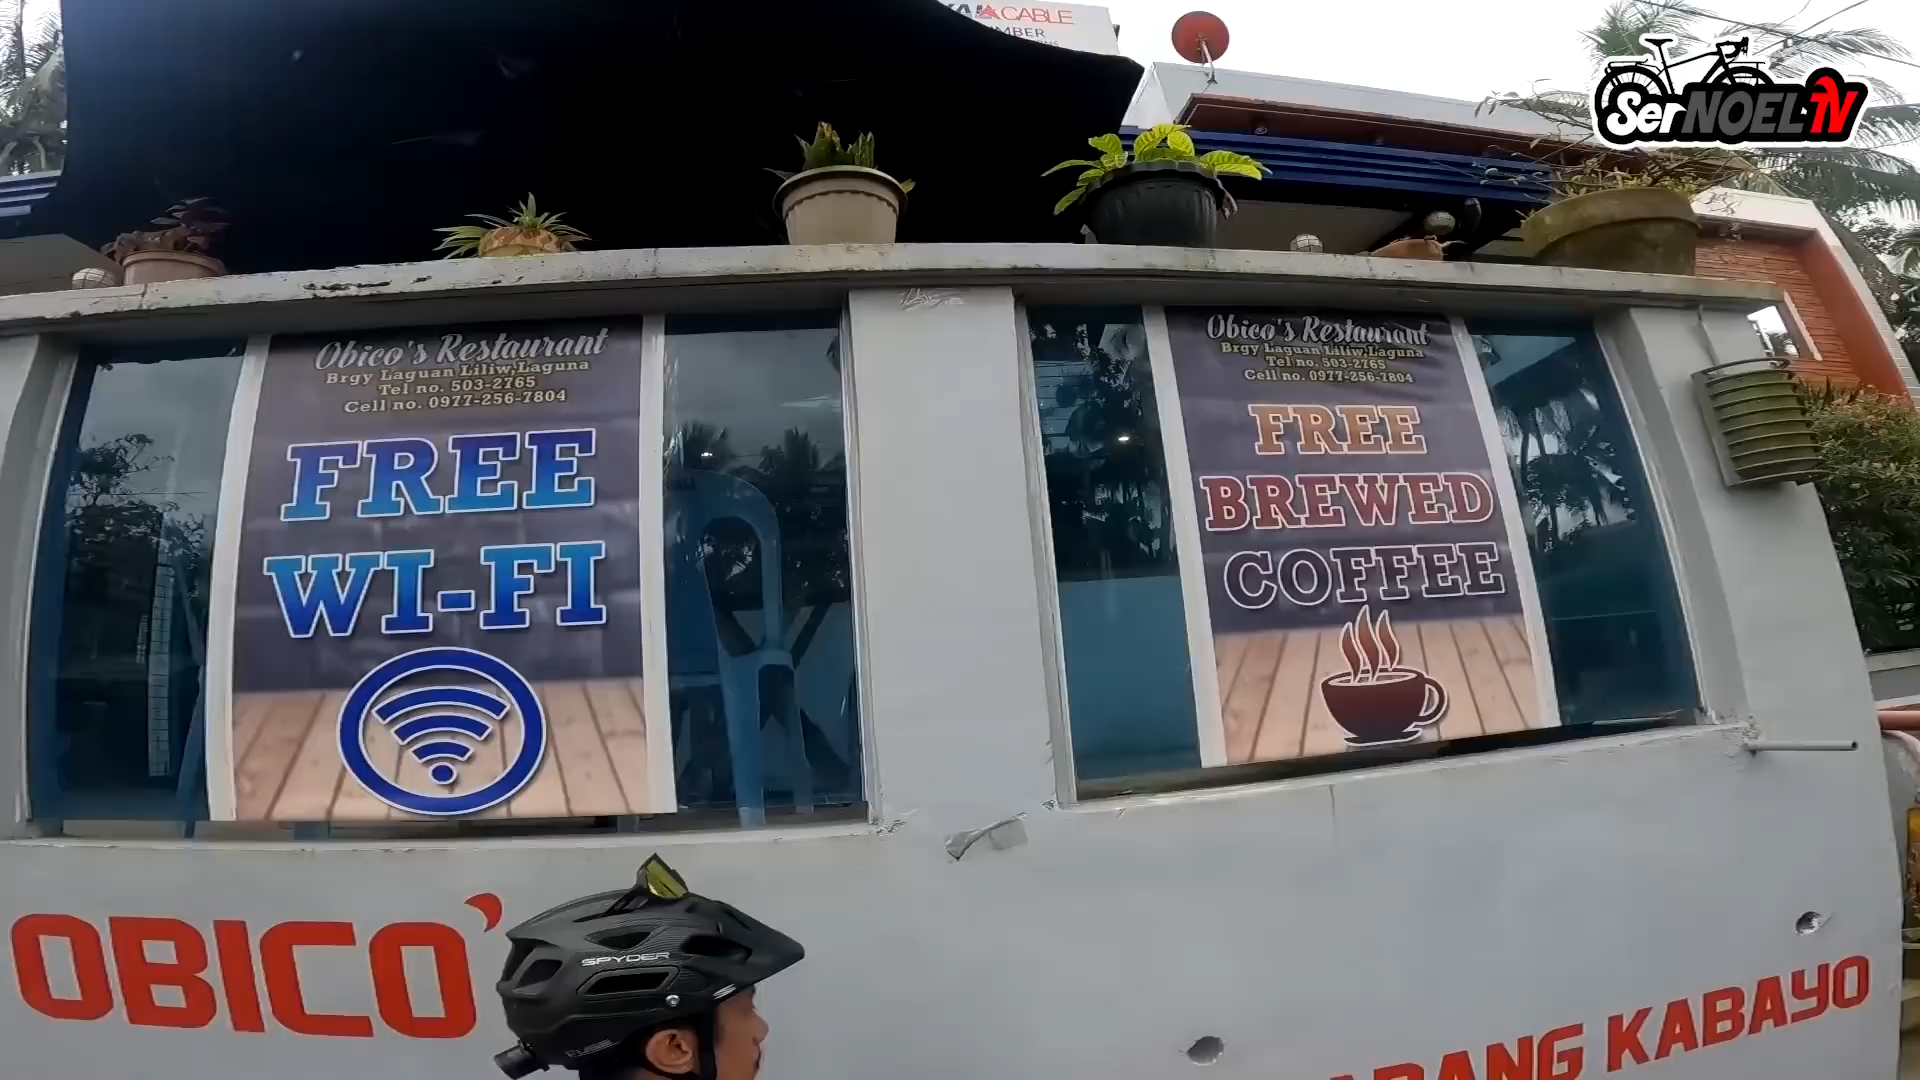 CABLE
SerNOELTV
Obico's Restaurant
Brgy Laguan Liliw,Laguna
Tel no. 503-2765
Cell no. 0977-256-7804
FREE
WI-FI
Obico's Restaurant
Brgy Laguan Liliw,Laguna
Tel no. 503-2765
Cell no. 0977-256-7804
FREE
BREWED
COFFEE
OBICO'
SPYDER
KABAYO